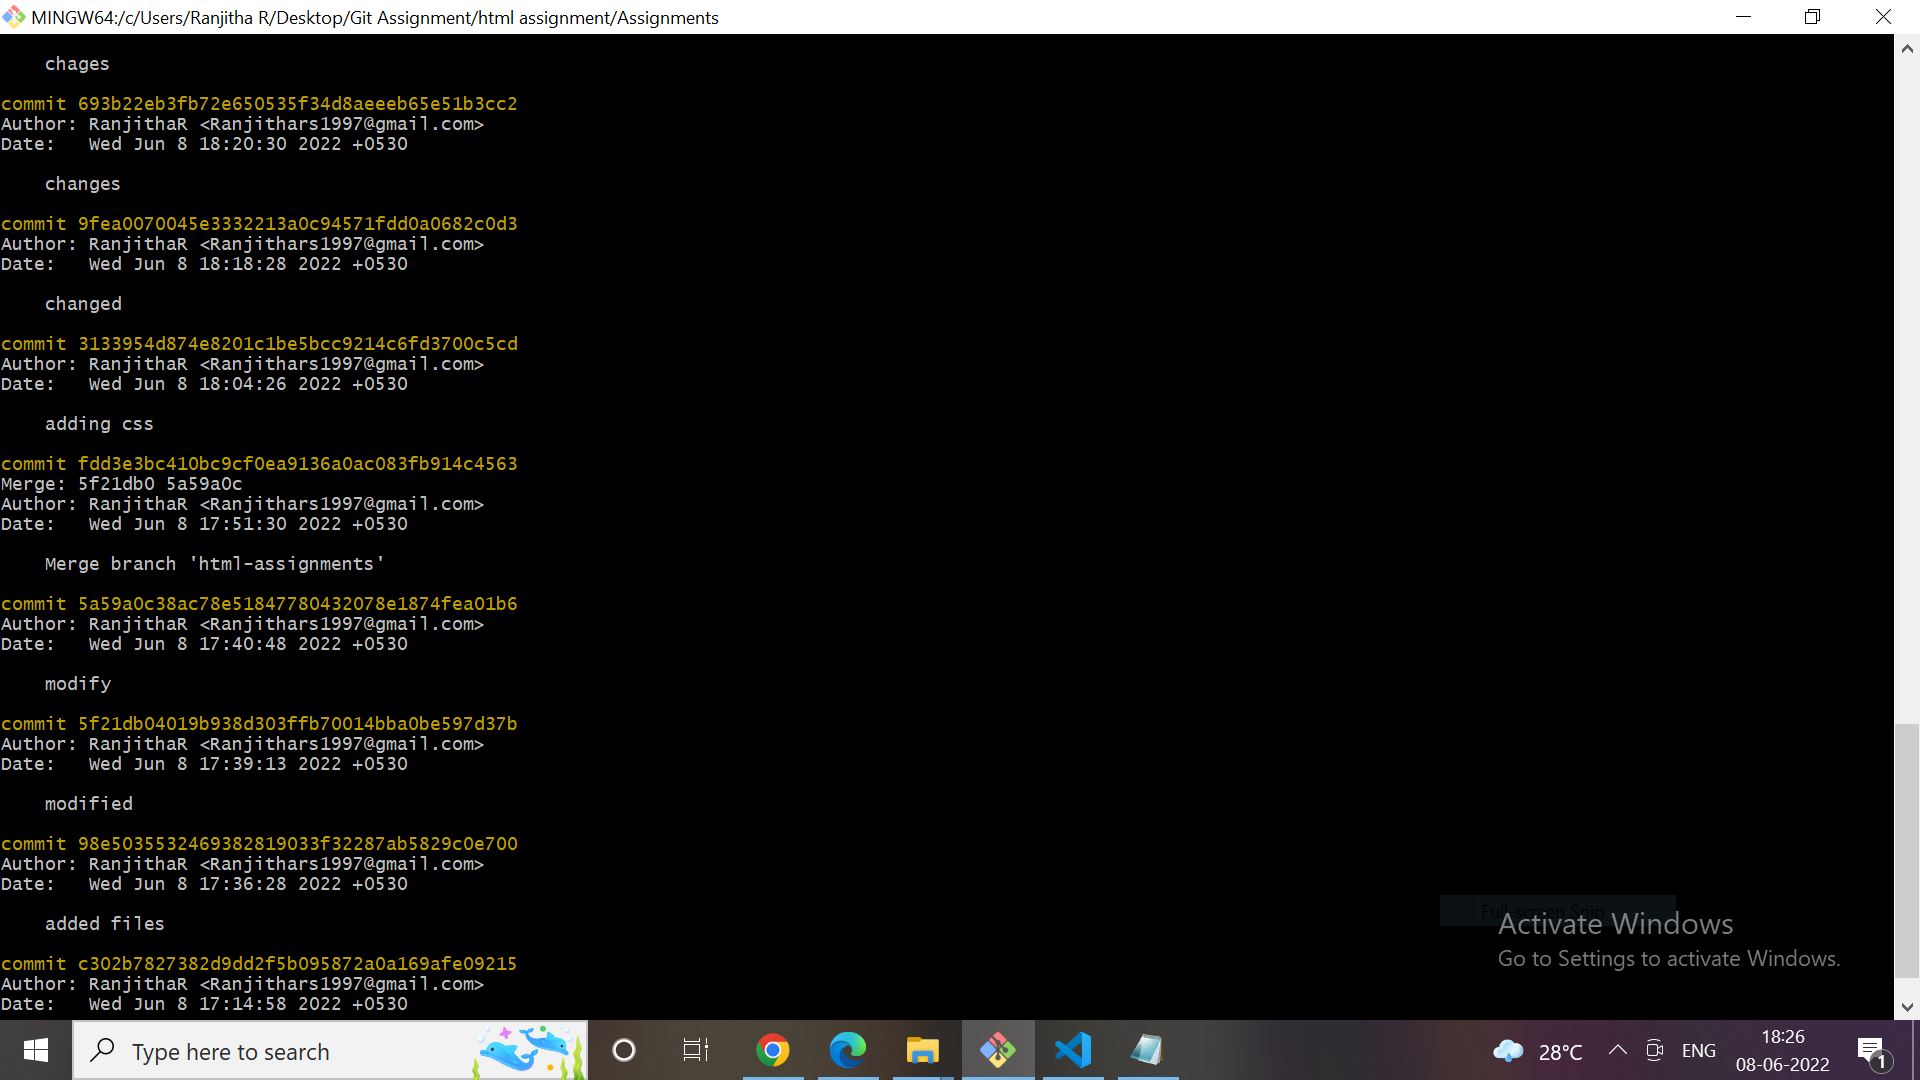 MINGW64:/c/Users/Ranjitha R/Desktop/Git Assignment/html assignment/Assignments
chages
commit 693b22eb3fb72e650535f34d8aeeeb65e51b3cc2
Author: RanjithaR <Ranjithars1997@gmail.com>
Date:   Wed Jun 8 18:20:30 2022 +0530
changes
commit 9fea0070045e3332213a0c94571fdd0a0682c0d3
Author: RanjithaR <Ranjithars1997@gmail.com>
Date:   Wed Jun 8 18:18:28 2022 +0530
changed
commit 3133954d874e8201c1be5bcc9214c6fd3700c5cd
Author: RanjithaR <Ranjithars1997@gmail.com>
Date:   Wed Jun 8 18:04:26 2022 +0530
adding css
commit fdd3e3bc410bc9cf0ea9136a0ac083fb914c4563
Merge: 5f21db0 5a59a0c
Author: RanjithaR <Ranjithars1997@gmail.com>
Date:   Wed Jun 8 17:51:30 2022 +0530
Merge branch 'html-assignments'
commit 5a59a0c38ac78e51847780432078e1874fea01b6
Author: RanjithaR <Ranjithars1997@gmail.com>
Date:   Wed Jun 8 17:40:48 2022 +0530
modify
commit 5f21db04019b938d303ffb70014bba0be597d37b
Author: RanjithaR <Ranjithars1997@gmail.com>
Date:   Wed Jun 8 17:39:13 2022 +0530
modified
commit 98e5035532469382819033f32287ab5829c0e700
Author: RanjithaR <Ranjithars1997@gmail.com>
Date:   Wed Jun 8 17:36:28 2022 +0530
added files
commit c302b7827382d9dd2f5b095872a0a169afe09215
Author: RanjithaR <Ranjithars1997@gmail.com>
Date:   Wed Jun 8 17:14:58 2022 +0530
Full-screen Snip
Activate Windows
Go to Settings to activate Windows.
Type here to search
28°C
ENG
18:26
08-06-2022
1